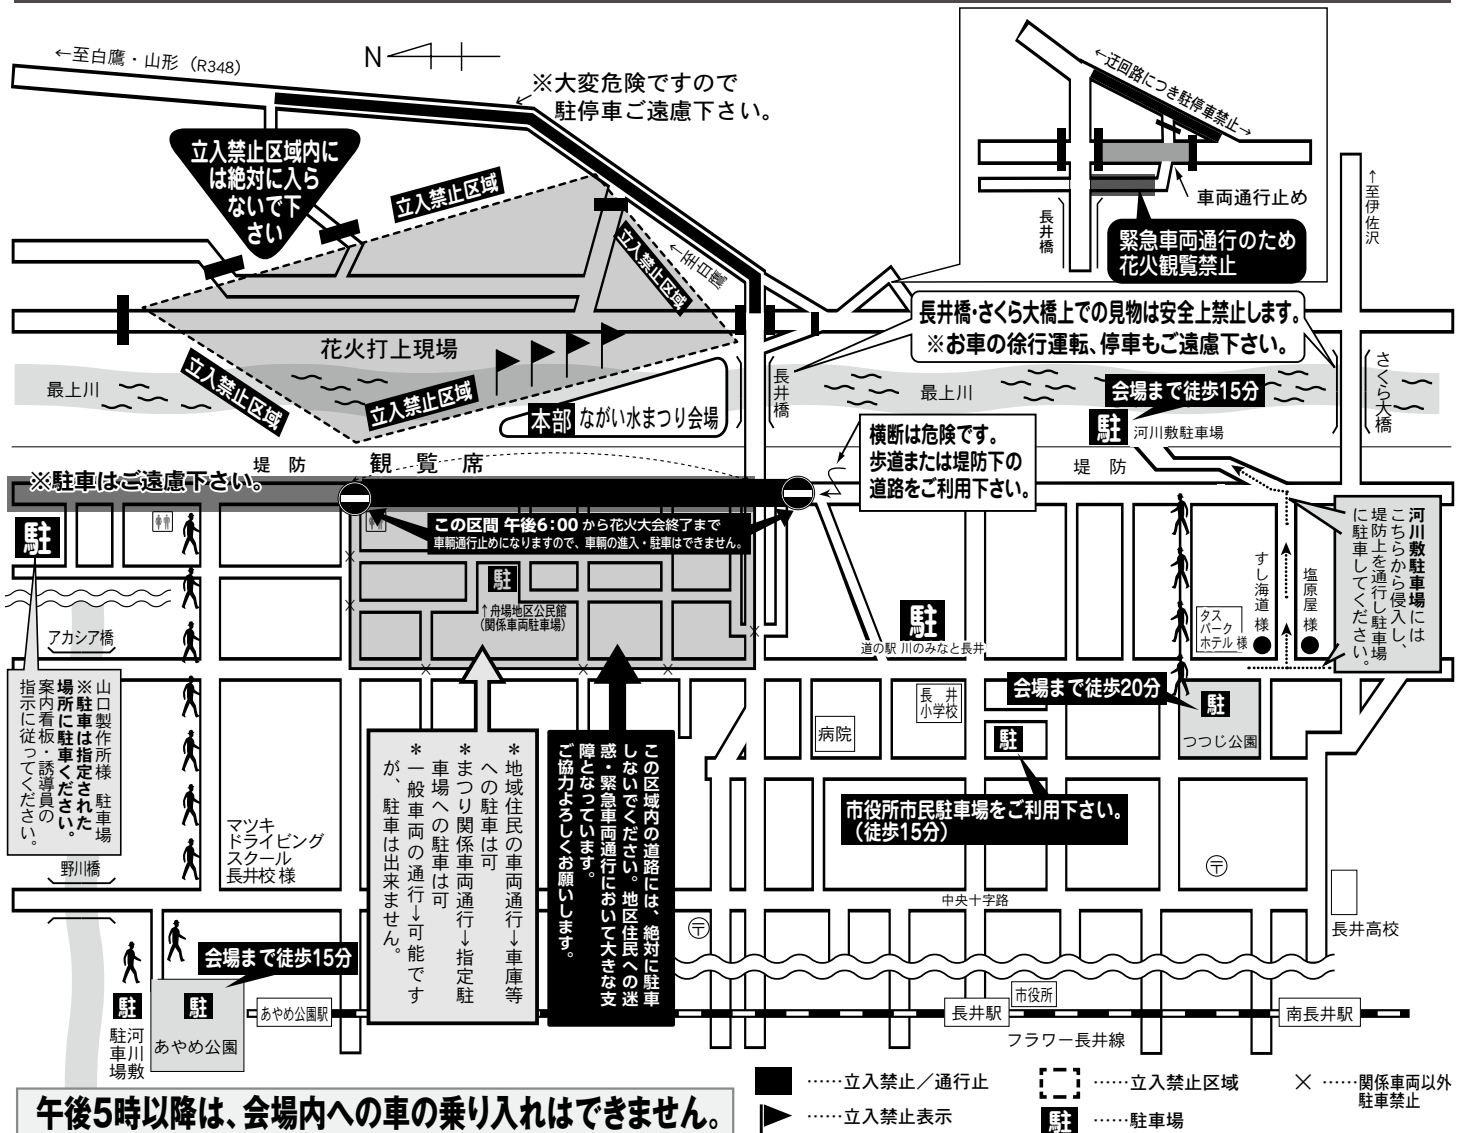 ←至白鷹・山形（R348）
N
※大変危険ですので
駐停車ご遠慮下さい。
立入禁止区域内に
は絶対に入ら
ないで下
さい
立入禁止区域
立入禁止区域
←至白鷹
←迂回路につき駐停車禁止→
車両通行止め
長井橋
緊急車両通行のため
花火観覧禁止
↑至伊佐沢
長井橋・さくら大橋上での見物は安全上禁止します。
※お車の徐行運転、停車もご遠慮下さい。
花火打上現場
最上川
立入禁止区域
立入禁止区域
本部 ながい水まつり会場
長井橋
最上川
会場まで徒歩15分
駐 河川敷駐車場
さくら大橋
横断は危険です。
歩道または堤防下の
道路をご利用下さい。
堤 防
観 覧 席
堤 防
※駐車はご遠慮下さい。
駐
この区間 午後6：00 から花火大会終了まで
車輌通行止めになりますので、車輌の進入・駐車はできません。
河川敷駐車場には
こちらから侵入し、
堤防上を通行し駐車場
に駐車してください。
駐
↑舟場地区公民館
（関係車両駐車場）
駐
道の駅 川のみなと長井
すし海道 様
塩原屋 様
タス
パーク
ホテル 様
アカシア橋
山口製作所様 駐車場
※駐車は指定された
場所に駐車ください。
案内看板・誘導員の
指示に従ってください。
野川橋
マツキ
ドライビング
スクール
長井校 様
＊地域住民の車両通行→車庫等
への駐車は可
＊まつり関係車両通行→指定駐
車場への駐車は可
＊一般車両の通行→可能です
が、駐車は出来ません。
この区域内の道路には、絶対に駐車
しないでください。地区住民への迷
惑・緊急車両通行において大きな支
障となっています。
ご協力よろしくお願いします。
病院
長 井
小学校
会場まで徒歩20分
駐
つつじ公園
駐
市役所市民駐車場をご利用下さい。
（徒歩15分）
〒
中央十字路
〒
長井高校
会場まで徒歩15分
駐
河川敷
駐車場
駐
あやめ公園
あやめ公園駅
市役所
長井駅
フラワー長井線
南長井駅
午後5時以降は、会場内への車の乗り入れはできません。
……立入禁止／通行止
……立入禁止区域
× ……関係車両以外
駐車禁止
……立入禁止表示
駐 ……駐車場